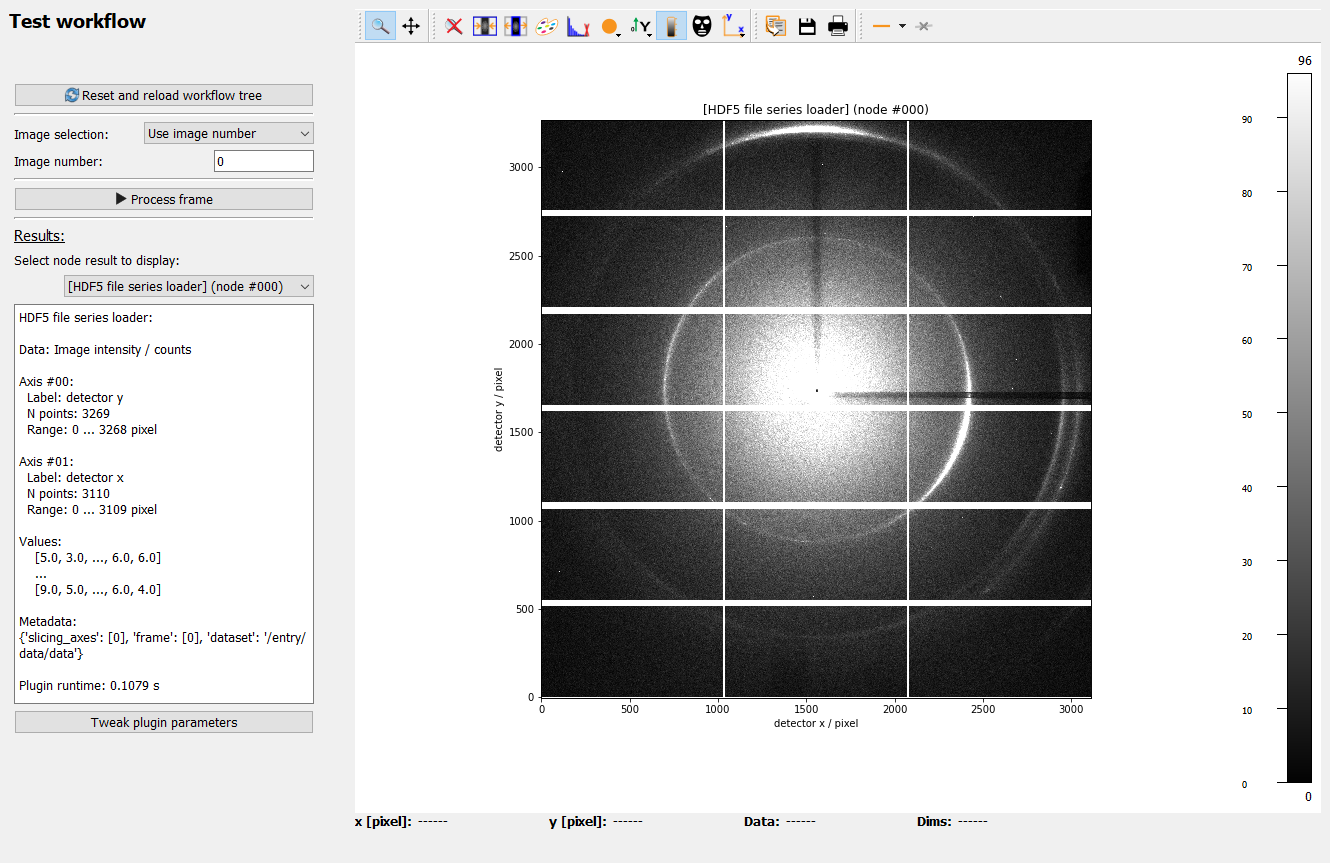 Test workflow
Reset and reload workflow tree
Image selection:
Use image number
Image number:
0
Process frame
Results:
Select node result to display:
[HDF5 file series loader] (node #000)
HDF5 file series loader:
Data: Image intensity / counts
Axis #00:
Label: detector y
N points: 3269
Range: 0 ... 3268 pixel
Axis #01:
Label: detector x
N points: 3110
Range: 0 ... 3109 pixel
Values:
[5.0, 3.0, ..., 6.0, 6.0]
...
[9.0, 5.0, ..., 6.0, 4.0]
Metadata:
{'slicing_axes': [0], 'frame': [0], 'dataset': '/entry/
data/data'}
Plugin runtime: 0.1079 s
Tweak plugin parameters
[HDF5 file series loader] (node #000)
detector y / pixel
3000
2500
2000
1500
1000
500
0
0 500 1000 1500 2000 2500 3000
detector x / pixel
96
90
80
70
60
50
40
30
20
10
0
0
x [pixel]: ------ y [pixel]: ------ Data: ------ Dims: ------